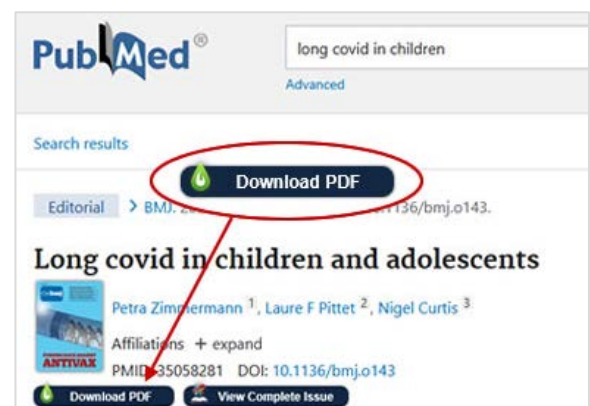 PubMed®
long covid in children
Advanced
Search results
Download PDF
Editorial > BMJ. 1136/bmj.o143.
Long covid in children and adolescents
Petra Zimmermann 1, Laure F Pittet 2, Nigel Curtis 3
Affiliations + expand
ANTIVAX
PMID: 35058281 DOI: 10.1136/bmj.o143
Download PDF View Complete Issue